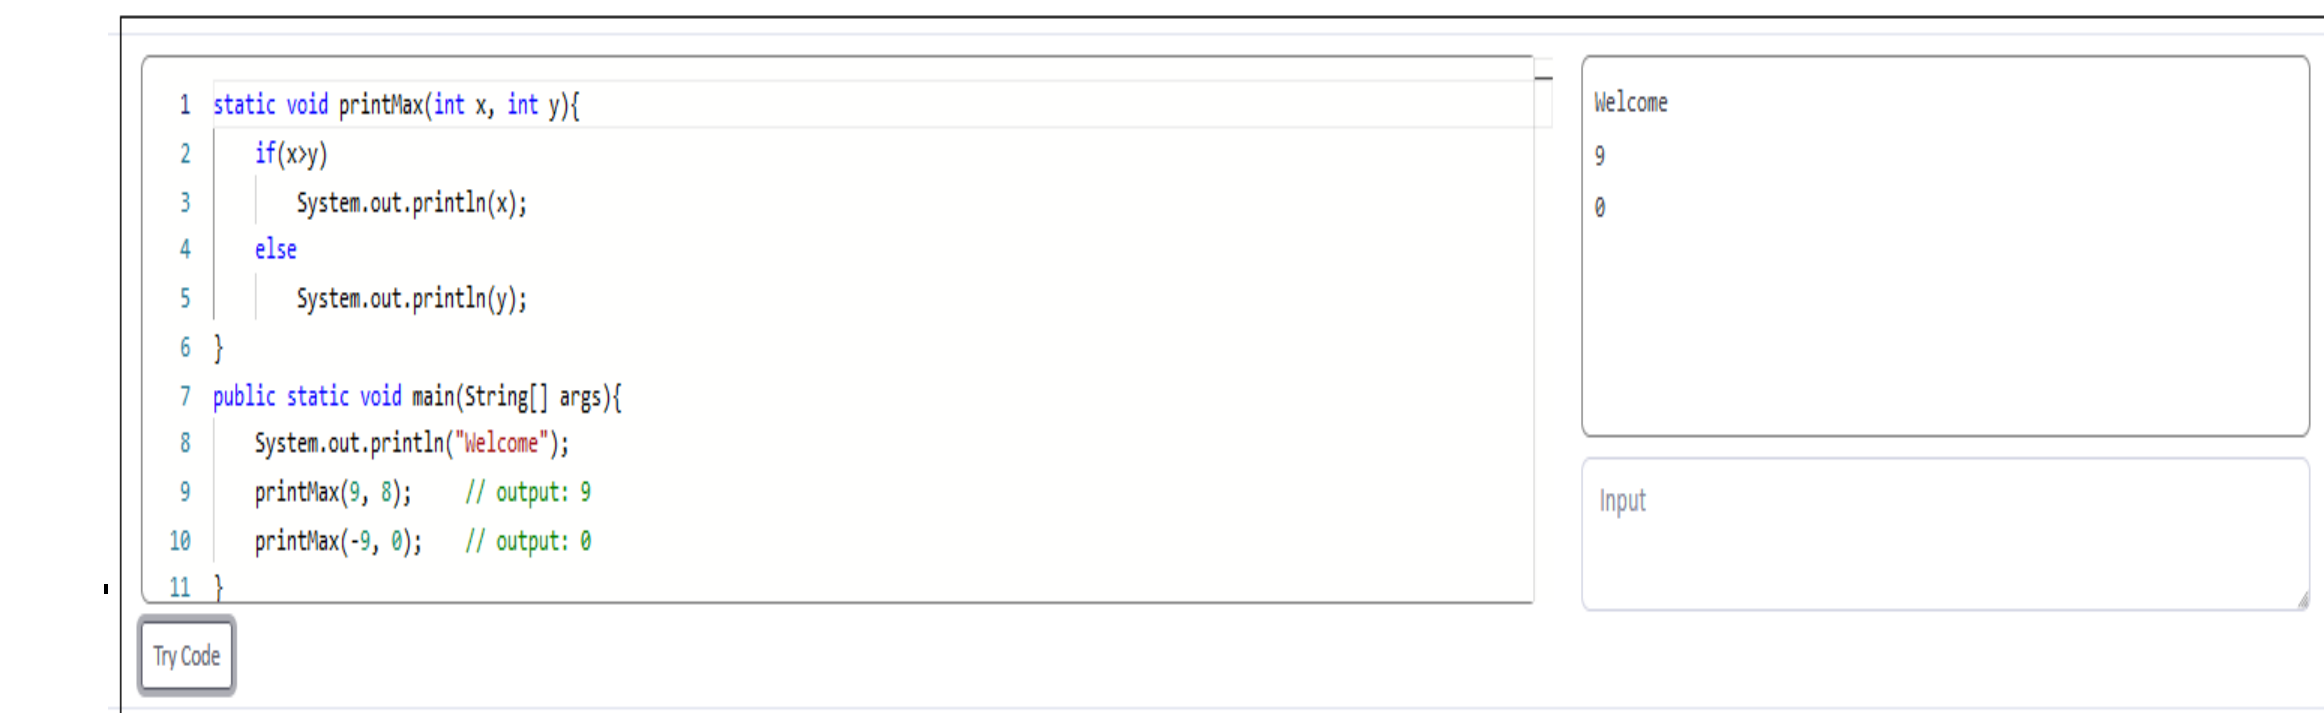 1 static void printMax(int x, int y){
2 if(x>y)
3 System.out.println(x);
4 else
5 System.out.println(y);
6 }
7 public static void main(String[] args){
8 System.out.println("Welcome");
9 printMax(9, 8); // output: 9
10 printMax(-9, 0); // output: 0
11 }
Try Code
Welcome
9
0
Input